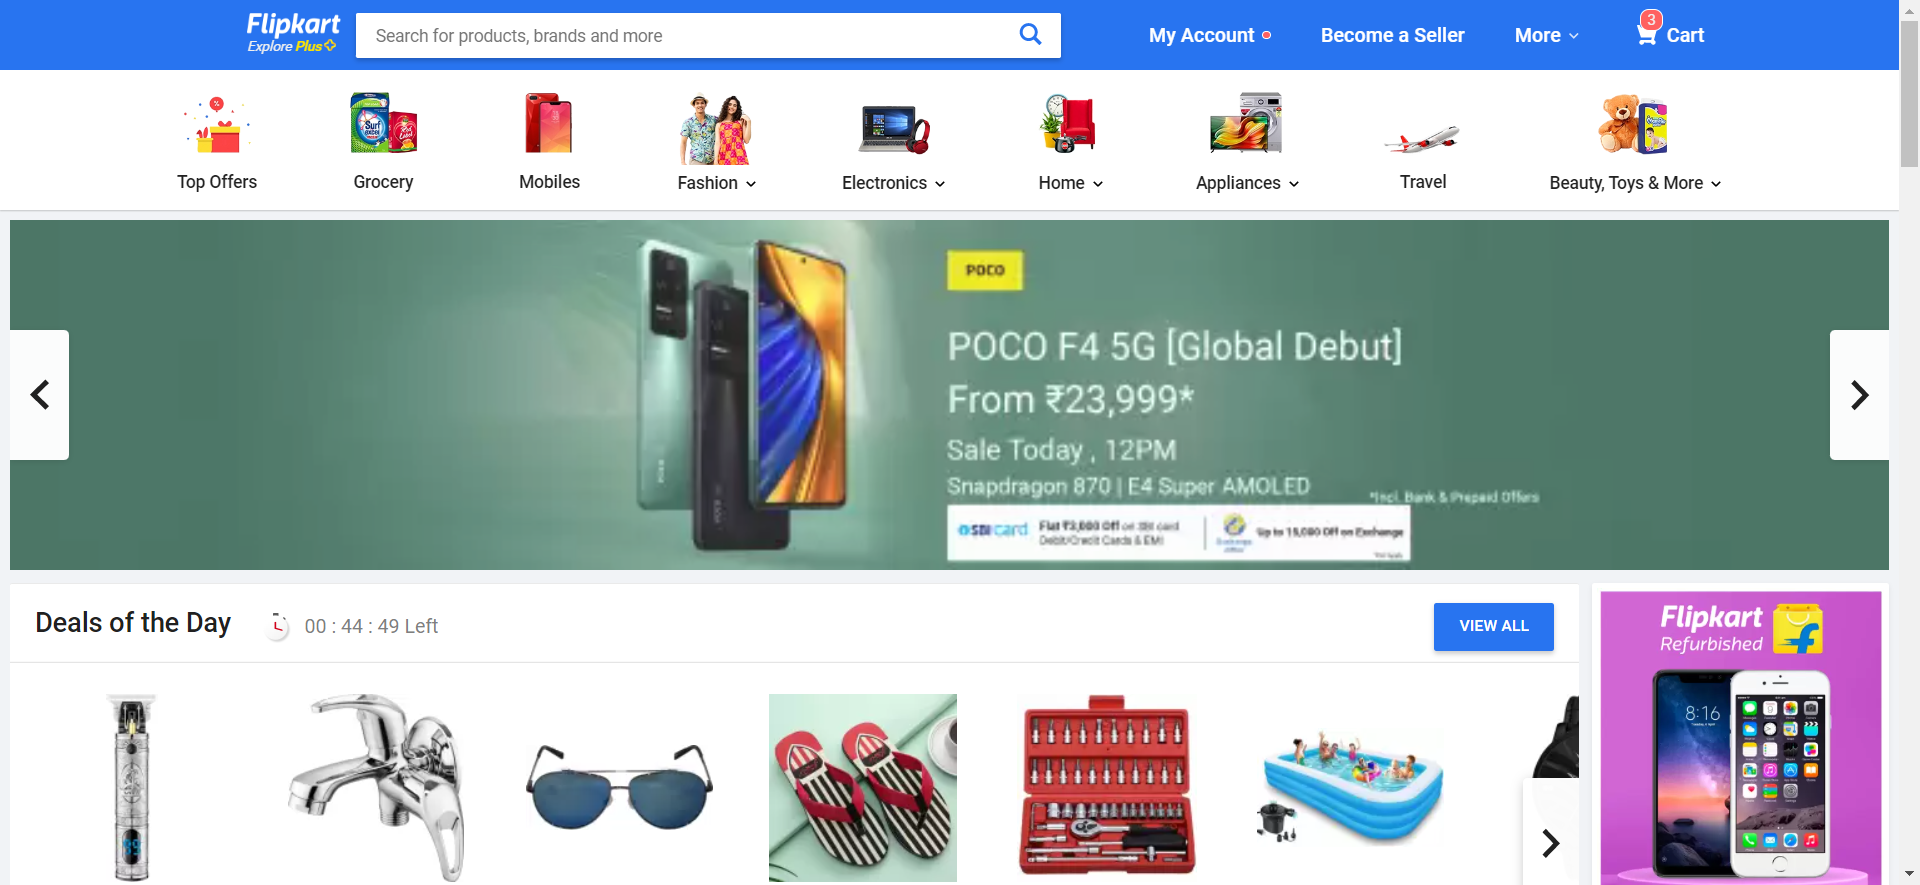 Flipkart
Explore Plus
Search for products, brands and more
My Account
Become a Seller
More
3
Cart
Top Offers
Grocery
Mobiles
Fashion
Electronics
Home
Appliances
Travel
Beauty, Toys & More
Surf
excel
POCO
POCO F4 5G [Global Debut]
From ₹23,999*
Sale Today , 12PM
Snapdragon 870 | E4 Super AMOLED
*Incl. Bank & Prepaid Offers
SBI card
Flat ₹3,000 Off on SBI card
Debit/Credit Cards & EMI
Up to 15,000 Off on Exchange
Deals of the Day
00 : 44 : 49 Left
VIEW ALL
Flipkart
Refurbished
8:16